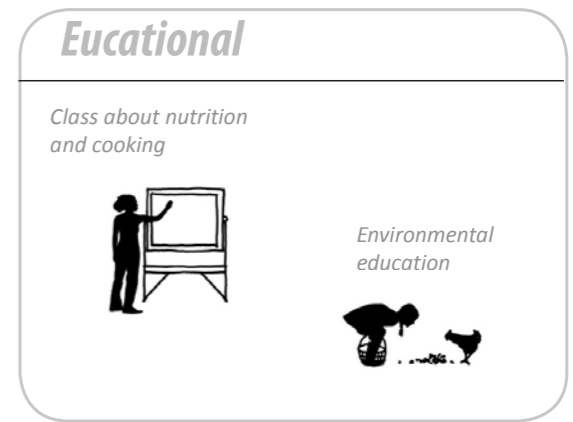 Eucational
Class about nutrition
and cooking
Environmental
education